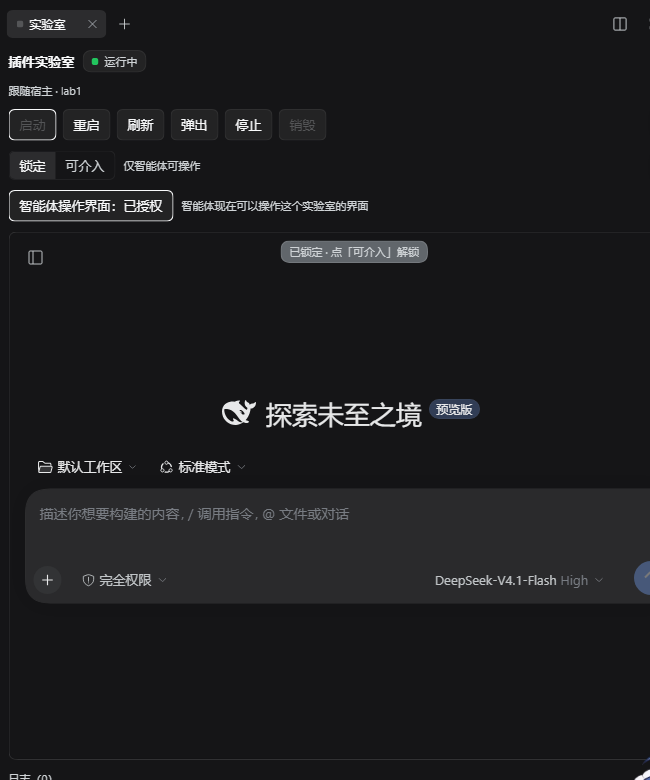 实验室
插件实验室 运行中
跟随宿主 · lab1
启动 重启 刷新 弹出 停止 销毁
锁定 可介入 仅智能体可操作
智能体操作界面：已授权 智能体现在可以操作这个实验室的界面
已锁定 · 点「可介入」解锁
探索未至之境 预览版
默认工作区 标准模式
描述你想要构建的内容, / 调用指令, @ 文件或对话
完全权限 DeepSeek-V4.1-Flash High
日志 (0)